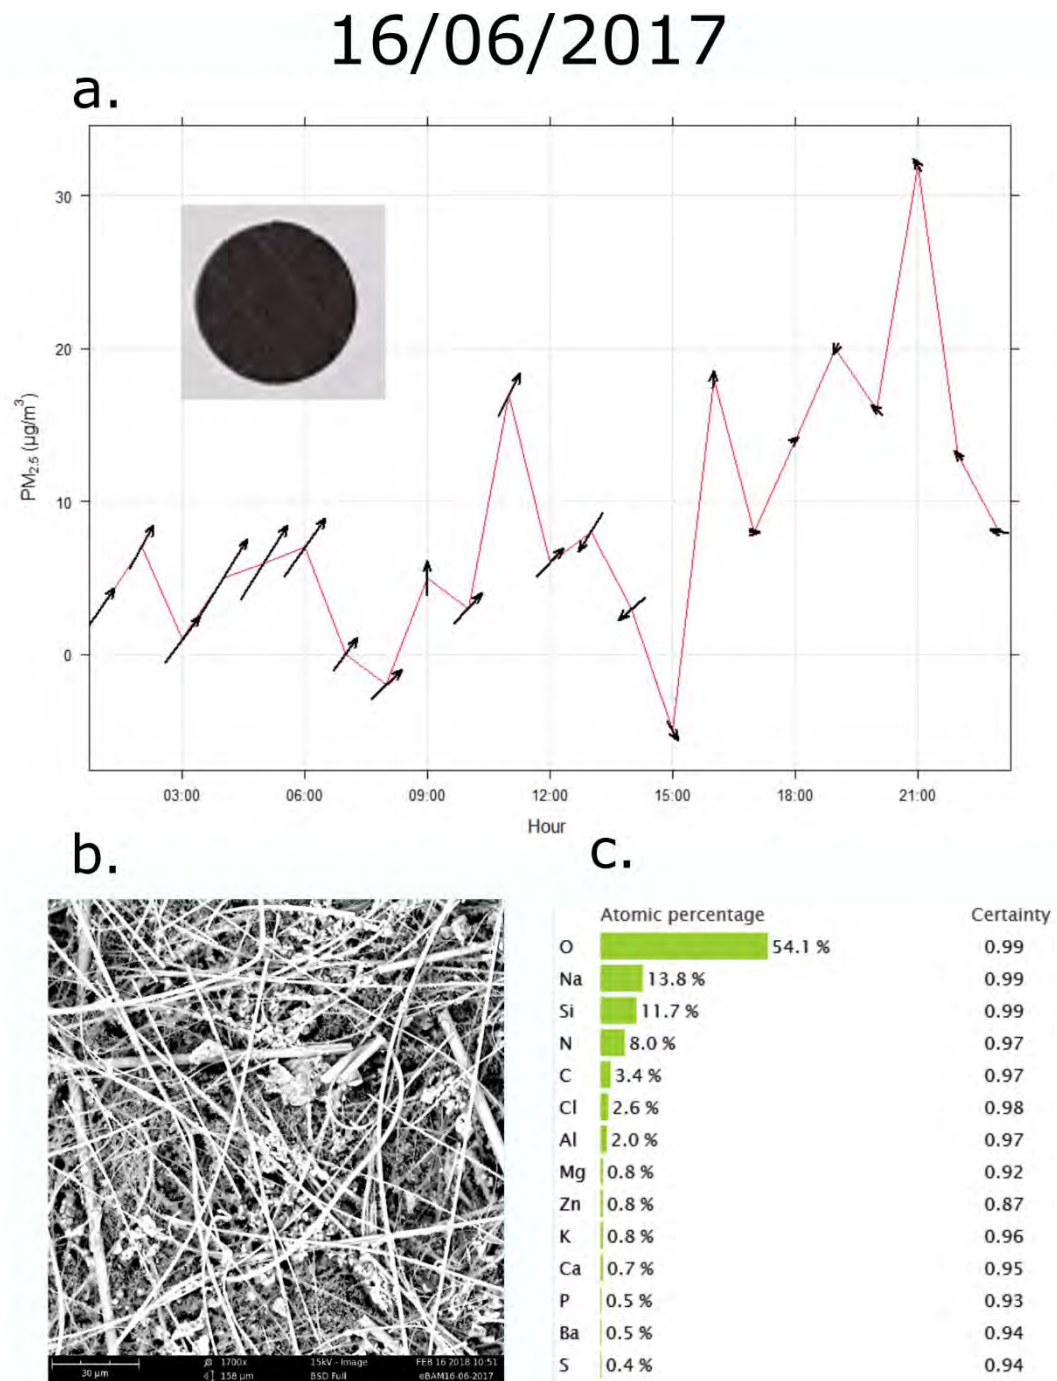 16/06/2017
a.
30
20
10
0
PM2.5 (µg/m3)
03:00 06:00 09:00 12:00 15:00 18:00 21:00
Hour
b.
30 µm
1700x
158 µm
15kV - Image
BSD Full
FEB 16 2018 10:51
eBAM16-06-2017
c.
Atomic percentage Certainty
O 54.1 % 0.99
Na 13.8 % 0.99
Si 11.7 % 0.99
N 8.0 % 0.97
C 3.4 % 0.97
Cl 2.6 % 0.98
Al 2.0 % 0.97
Mg 0.8 % 0.92
Zn 0.8 % 0.87
K 0.8 % 0.96
Ca 0.7 % 0.95
P 0.5 % 0.93
Ba 0.5 % 0.94
S 0.4 % 0.94